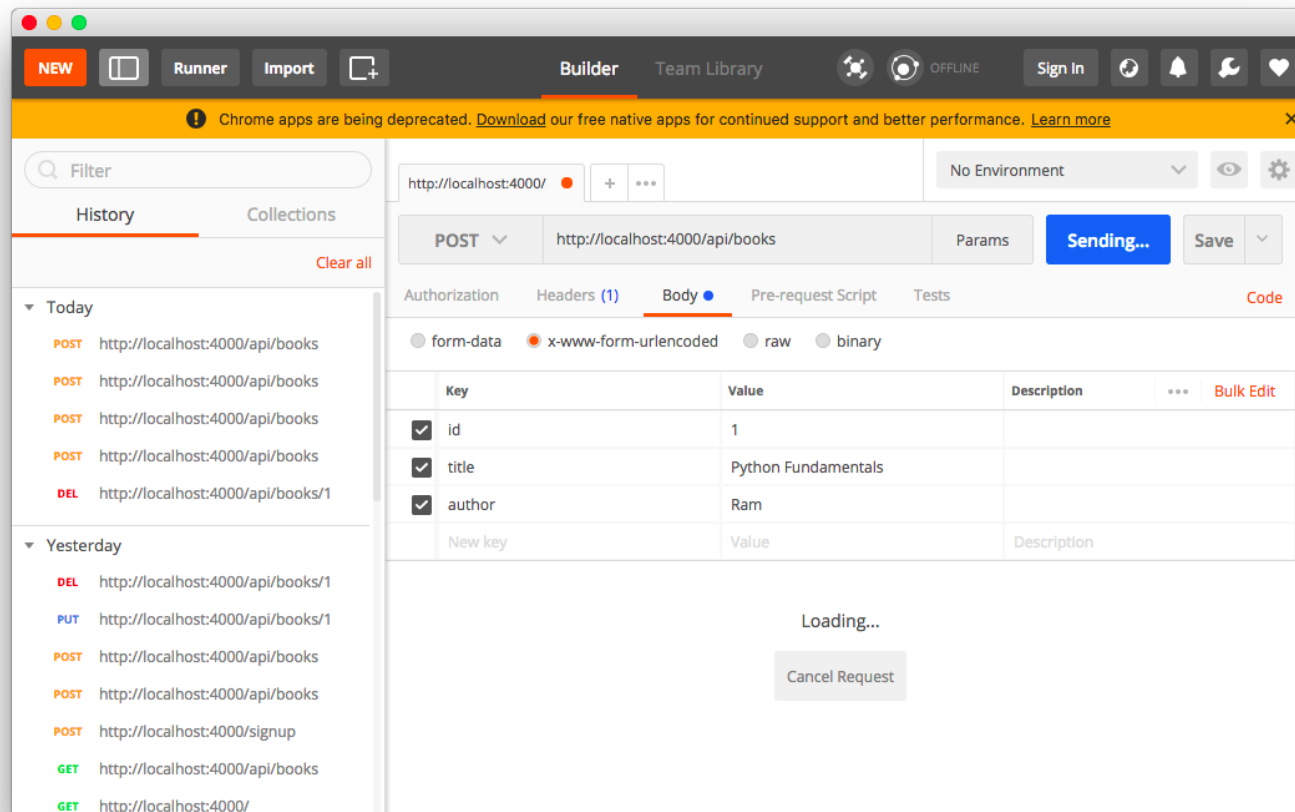 NEW Runner Import Builder Team Library OFFLINE Sign In
Chrome apps are being deprecated. Download our free native apps for continued support and better performance. Learn more
Filter
History Collections
Clear all
Today
POST http://localhost:4000/api/books
POST http://localhost:4000/api/books
POST http://localhost:4000/api/books
POST http://localhost:4000/api/books
DEL http://localhost:4000/api/books/1
Yesterday
DEL http://localhost:4000/api/books/1
PUT http://localhost:4000/api/books/1
POST http://localhost:4000/api/books
POST http://localhost:4000/api/books
POST http://localhost:4000/signup
GET http://localhost:4000/api/books
GET http://localhost:4000/
http://localhost:4000/ + •••
No Environment
POST http://localhost:4000/api/books Params Sending... Save
Authorization Headers (1) Body Pre-request Script Tests Code
form-data x-www-form-urlencoded raw binary
Key Value Description ••• Bulk Edit
id 1
title Python Fundamentals
author Ram
New key Value Description
Loading...
Cancel Request